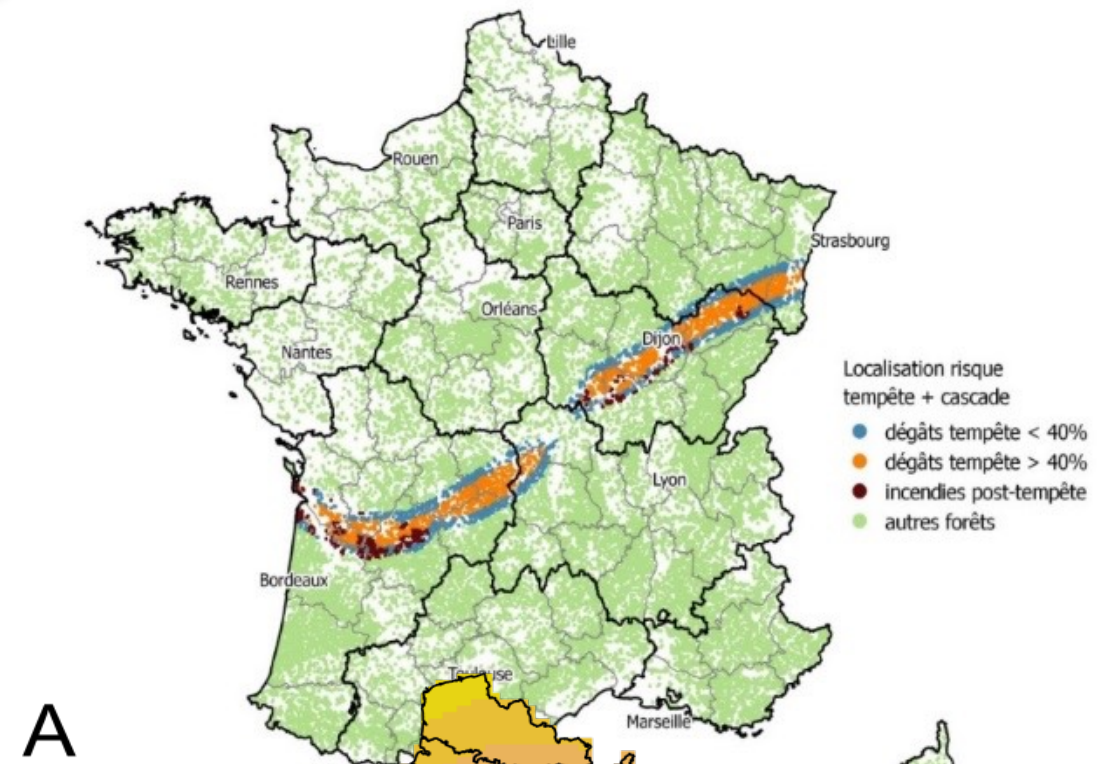 Lille
Rouen
Paris
Strasbourg
Rennes
Orléans
Dijon
Nantes
Localisation risque
tempête + cascade
dégâts tempête < 40%
dégâts tempête > 40%
Lyon
incendies post-tempête
autres forêts
Bordeaux
Toulouse
Marseille
A